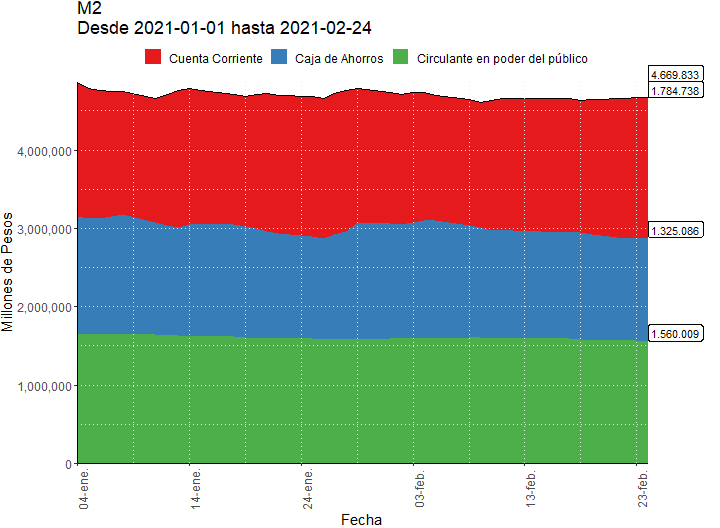 M2
Desde 2021-01-01 hasta 2021-02-24
Cuenta Corriente Caja de Ahorros Circulante en poder del público
4.669.833
1.784.738
4,000,000
1.325.086
3,000,000
2,000,000
1.560.009
1,000,000
0
Millones de Pesos
04-ene.
14-ene.
24-ene.
03-feb.
13-feb.
23-feb.
Fecha